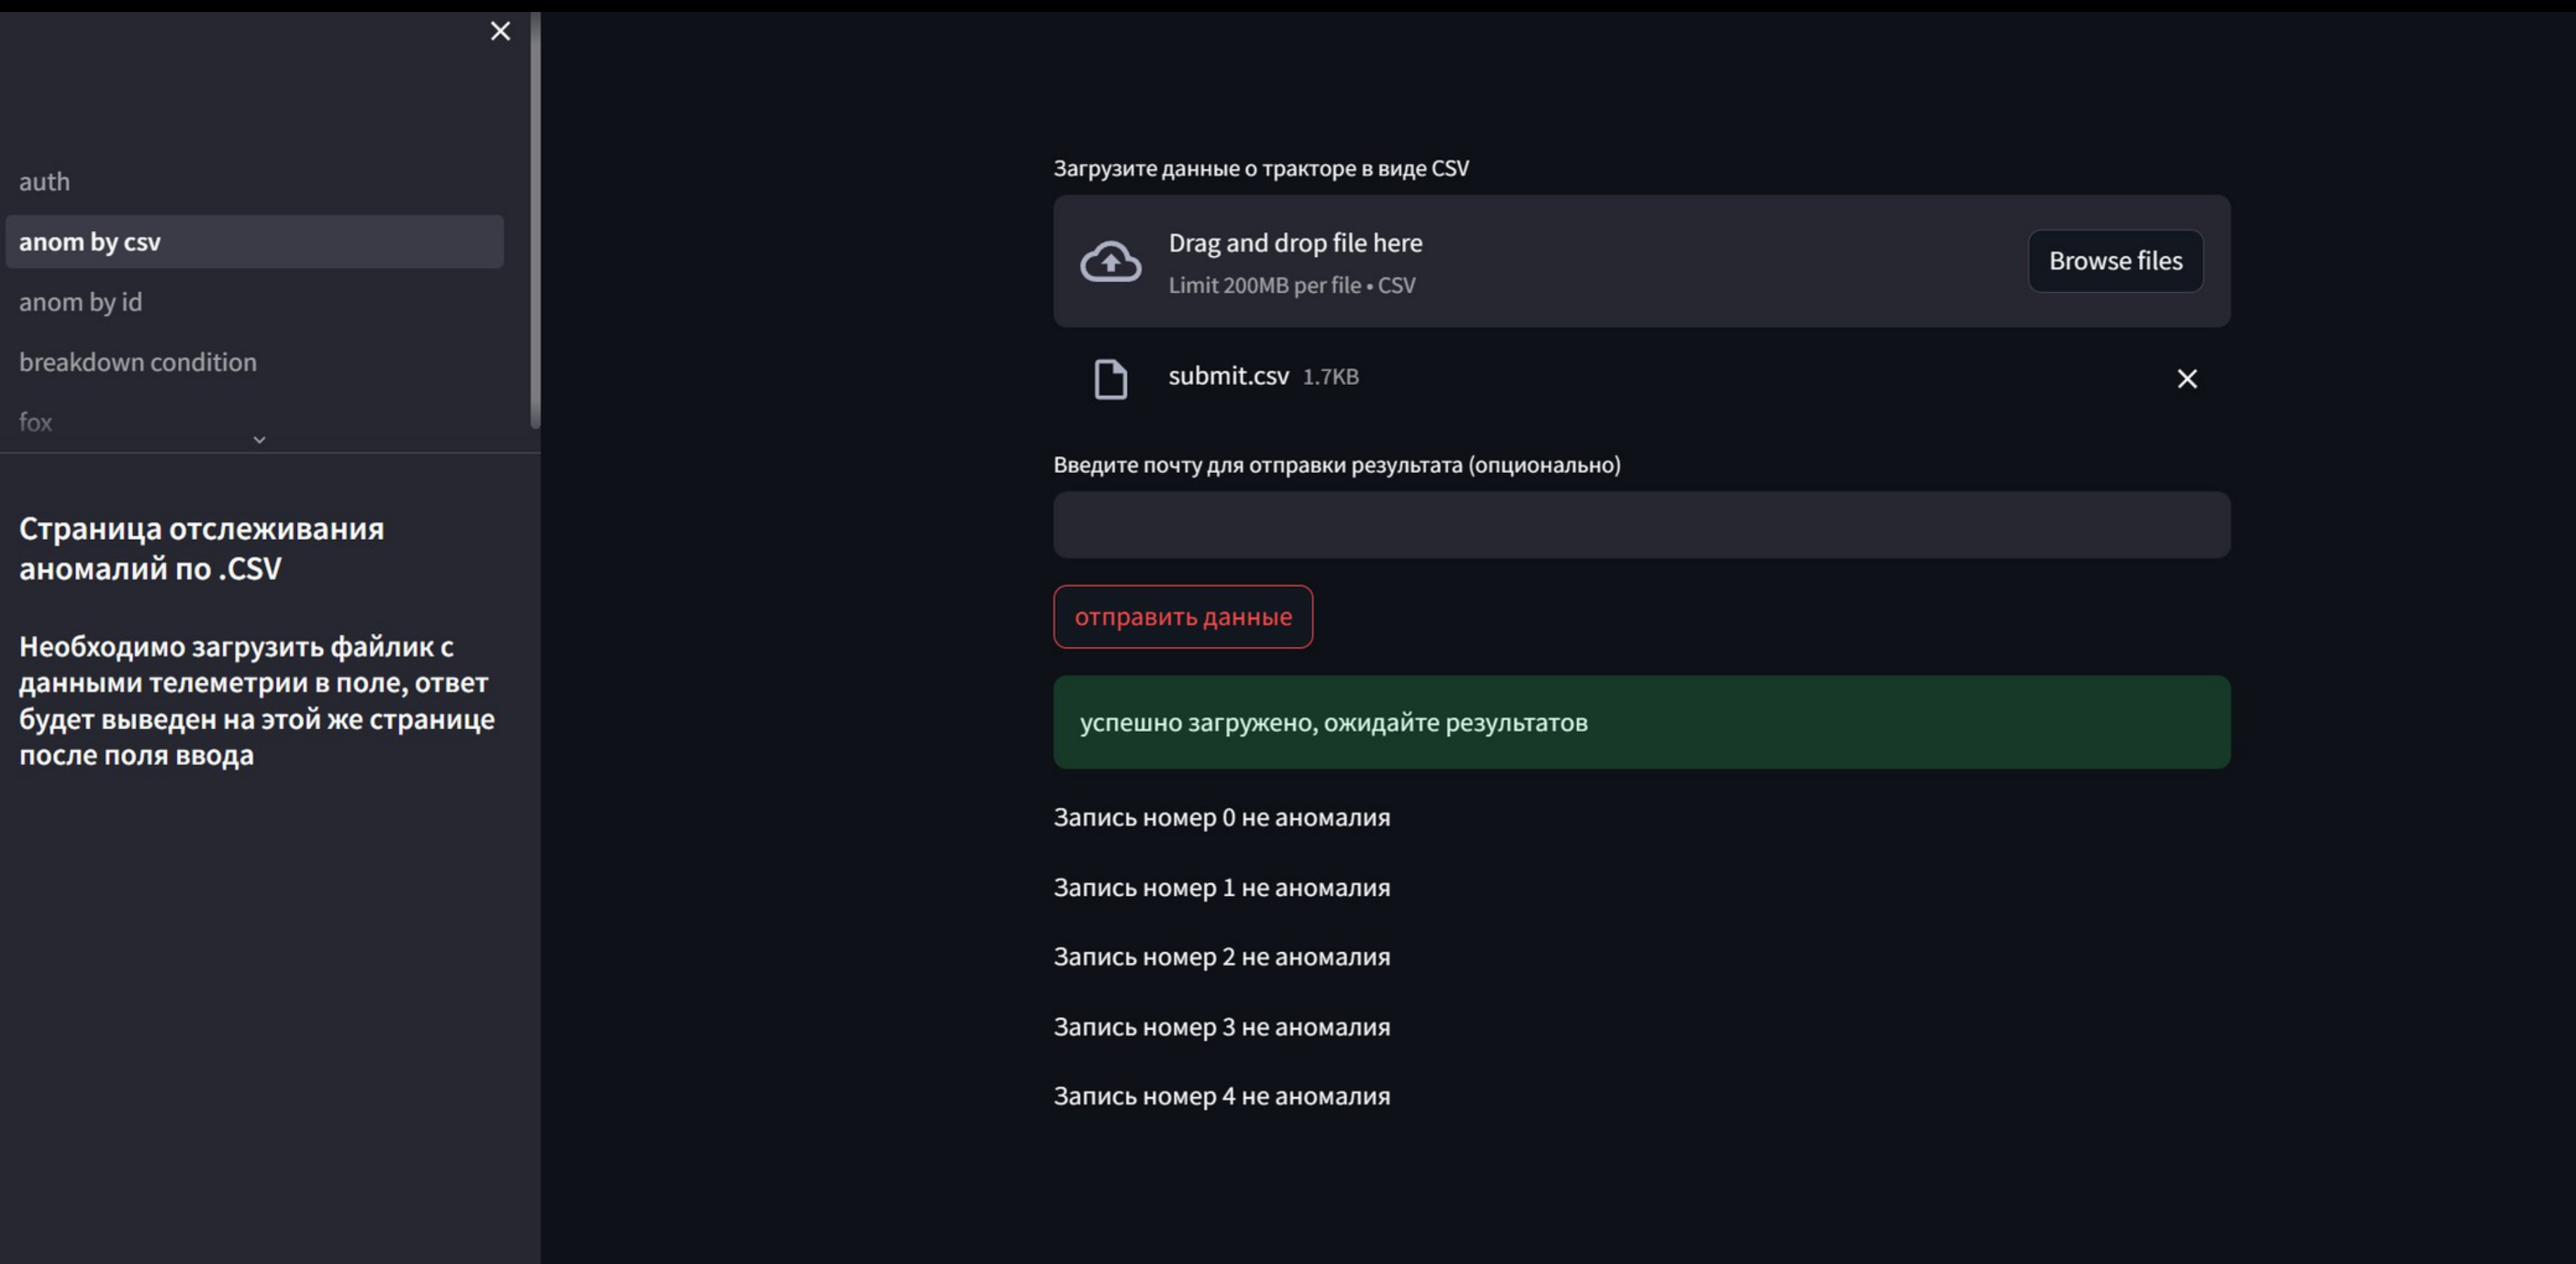 auth
anom by csv
anom by id
breakdown condition
fox
Страница отслеживания
аномалий по .CSV
Необходимо загрузить файлик с
данными телеметрии в поле, ответ
будет выведен на этой же странице
после поля ввода
Загрузите данные о тракторе в виде CSV
Drag and drop file here
Limit 200MB per file • CSV
Browse files
submit.csv 1.7KB
Введите почту для отправки результата (опционально)
отправить данные
успешно загружено, ожидайте результатов
Запись номер 0 не аномалия
Запись номер 1 не аномалия
Запись номер 2 не аномалия
Запись номер 3 не аномалия
Запись номер 4 не аномалия